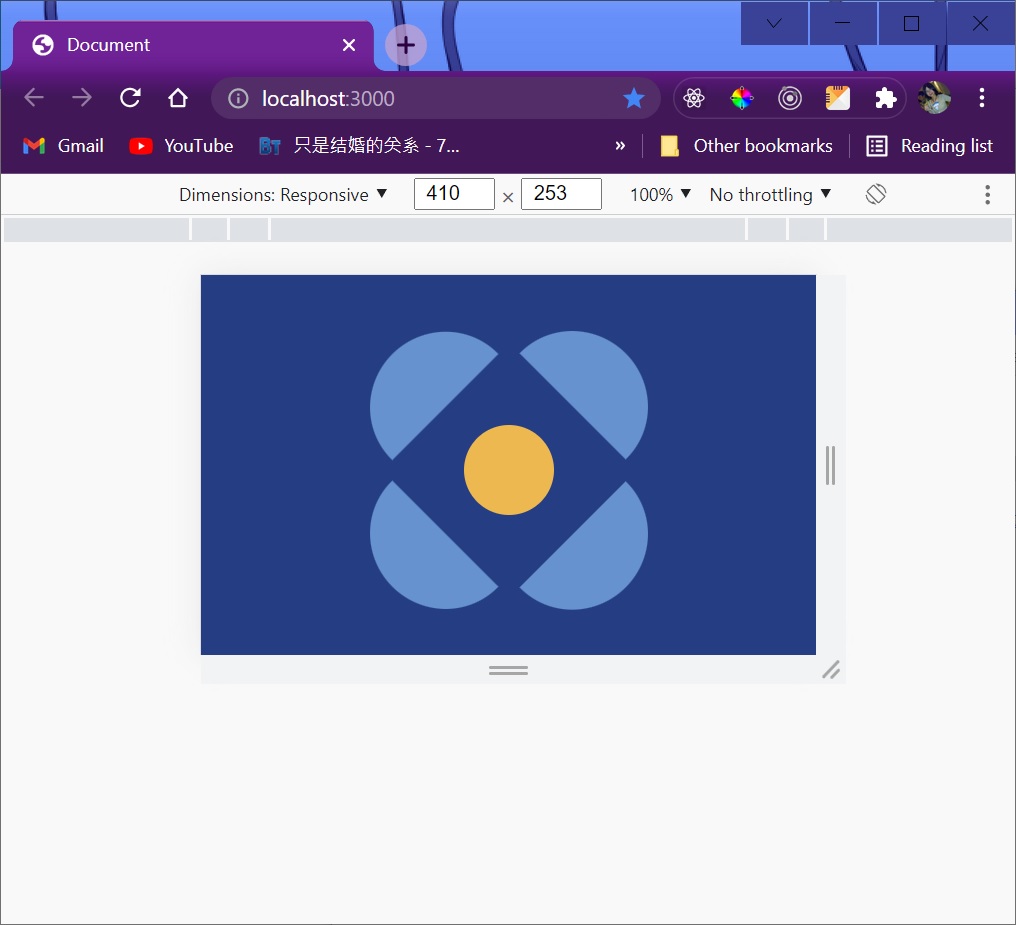 Document
localhost:3000
Gmail
YouTube
BT
只是结婚的关系 - 7...
»
Other bookmarks
Reading list
Dimensions: Responsive ▼
410 × 253
100% ▼
No throttling ▼